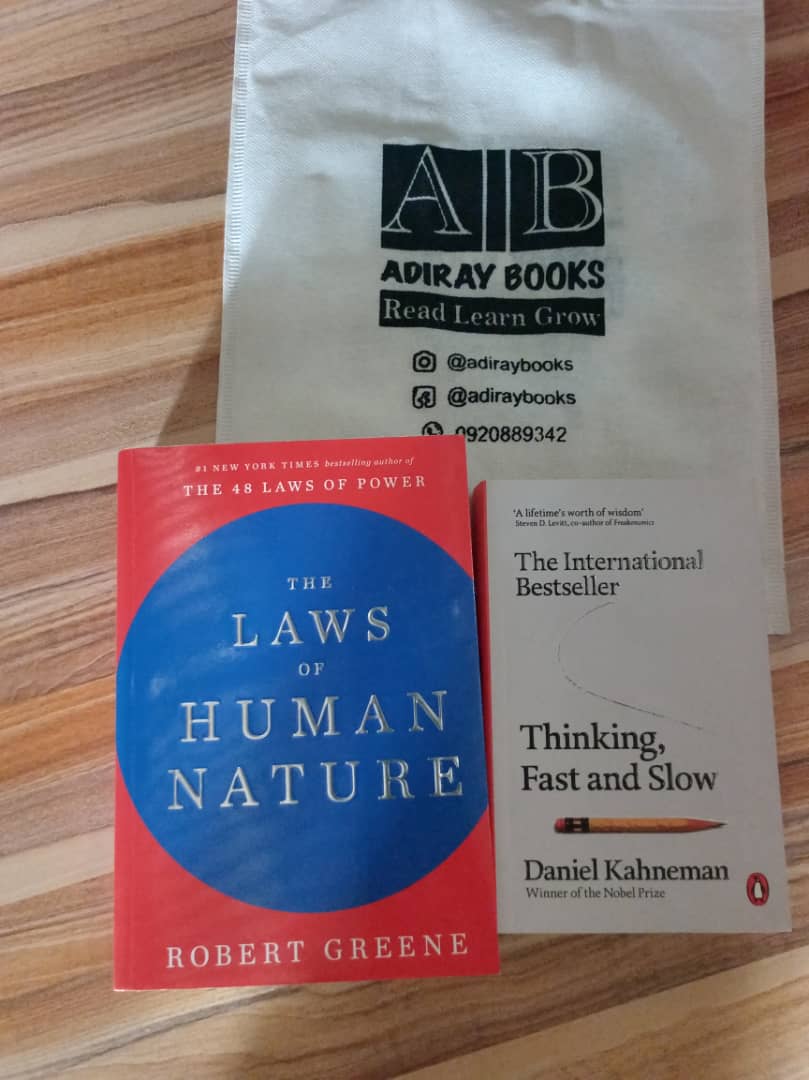 A|B
ADIRAY BOOKS
Read Learn Grow
@adiraybooks
@adiraybooks
0920889342
#1 NEW YORK TIMES bestselling author of
THE 48 LAWS OF POWER
THE
LAWS
OF
HUMAN
NATURE
ROBERT GREENE
'A lifetime's worth of wisdom'
Steven D. Levitt, co-author of Freakonomics
The International
Bestseller
Thinking,
Fast and Slow
Daniel Kahneman
Winner of the Nobel Prize